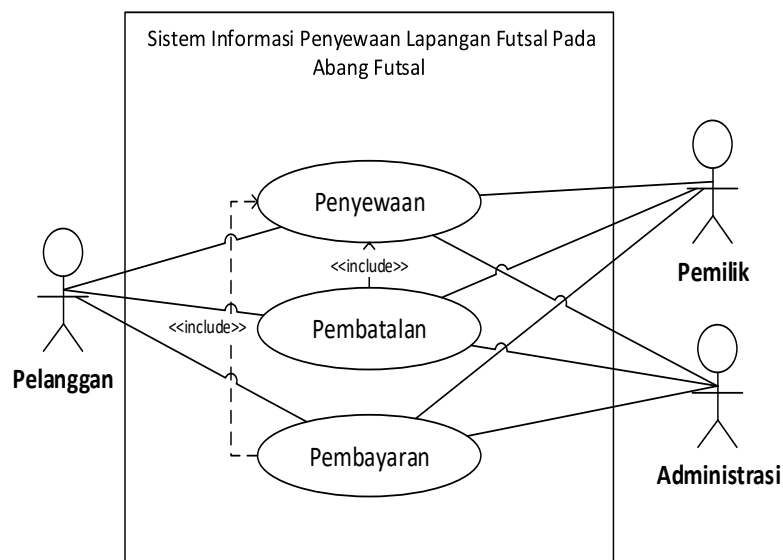 Sistem Informasi Penyewaan Lapangan Futsal Pada
Abang Futsal
Penyewaan
<<include>>
Pemilik
<<include>>
Pembatalan
Pelanggan
Pembayaran
Administrasi